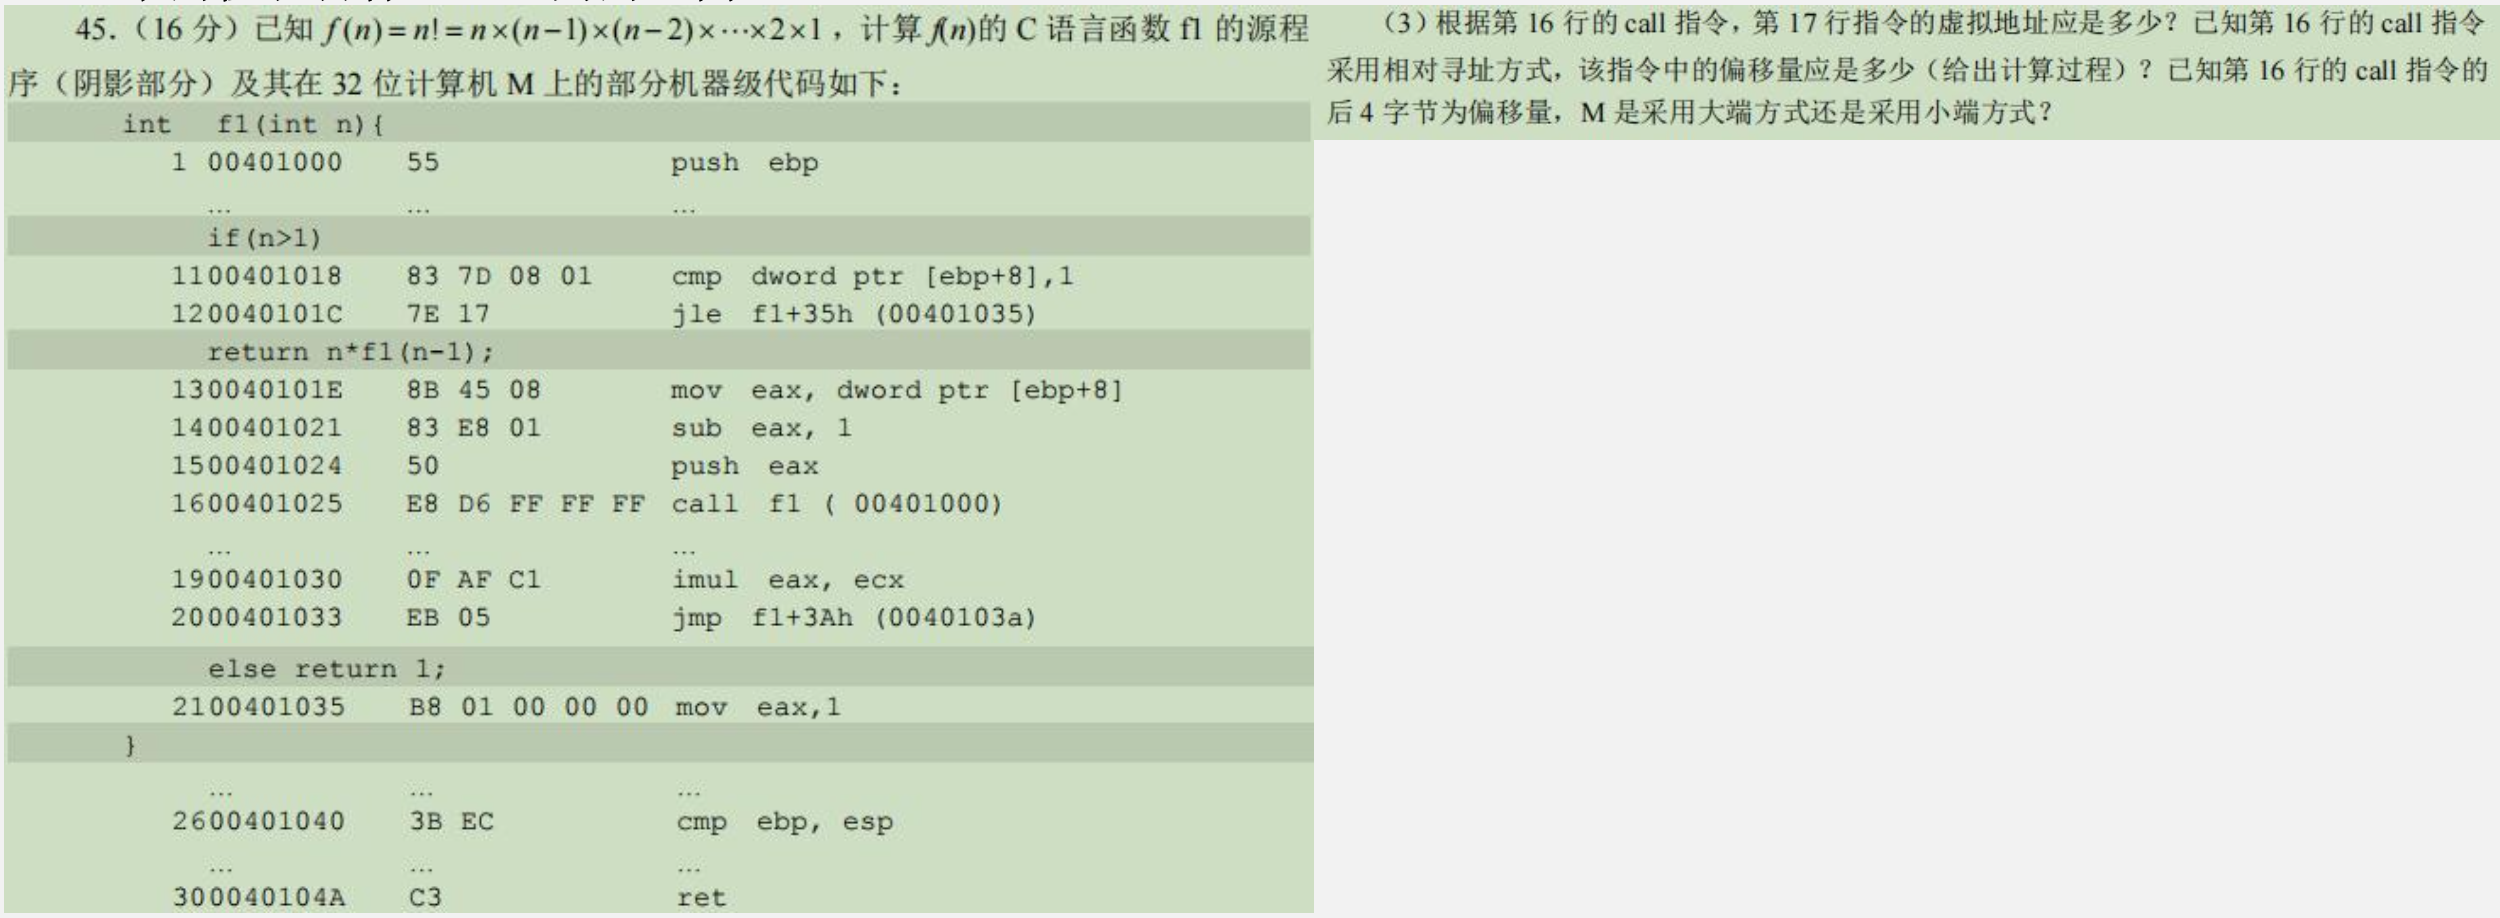 45.（16 分）已知 f(n)=n!=n×(n−1)×(n−2)×⋯×2×1，计算 f(n)的 C 语言函数 f1 的源程
序（阴影部分）及其在 32 位计算机 M 上的部分机器级代码如下：
int f1(int n){
1 00401000 55 push ebp
… … …
if(n>1)
1100401018 83 7D 08 01 cmp dword ptr [ebp+8],1
120040101C 7E 17 jle f1+35h (00401035)
return n*f1(n-1);
130040101E 8B 45 08 mov eax, dword ptr [ebp+8]
1400401021 83 E8 01 sub eax, 1
1500401024 50 push eax
1600401025 E8 D6 FF FF FF call f1 ( 00401000)
… … …
1900401030 0F AF C1 imul eax, ecx
2000401033 EB 05 jmp f1+3Ah (0040103a)
else return 1;
2100401035 B8 01 00 00 00 mov eax,1
}
… … …
2600401040 3B EC cmp ebp, esp
… … …
300040104A C3 ret
（3）根据第 16 行的 call 指令，第 17 行指令的虚拟地址应是多少？已知第 16 行的 call 指令
采用相对寻址方式，该指令中的偏移量应是多少（给出计算过程）？已知第 16 行的 call 指令的
后 4 字节为偏移量，M 是采用大端方式还是采用小端方式？